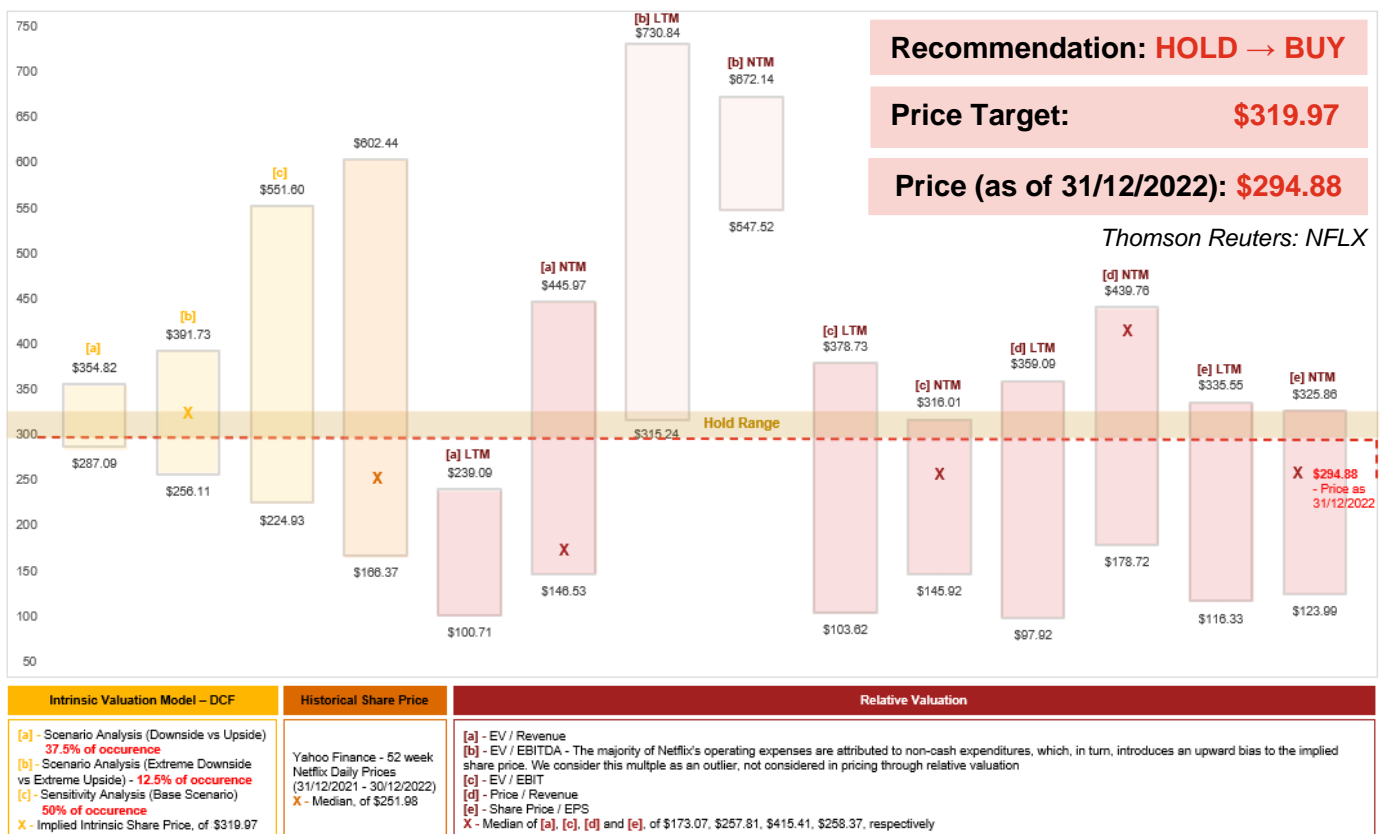 Recommendation: HOLD → BUY
Price Target: $319.97
Price (as of 31/12/2022): $294.88
Thomson Reuters: NFLX
750
700
650
600
550
500
450
400
350
300
250
200
150
100
50
[a]
$354.82
$287.09
[b]
$391.73
X
$256.11
[c]
$551.60
$224.93
$602.44
X
$166.37
[a] LTM
$239.09
$100.71
[a] NTM
$445.97
X
$146.53
[b] LTM
$730.84
$315.24
[b] NTM
$672.14
$547.52
Hold Range
[c] LTM
$378.73
$103.62
[c] NTM
$316.01
X
$145.92
[d] LTM
$359.09
$97.92
[d] NTM
$439.76
X
$178.72
[e] LTM
$335.55
$116.33
[e] NTM
$325.86
X
$123.99
$294.88
- Price as
31/12/2022
Intrinsic Valuation Model – DCF
[a] - Scenario Analysis (Downside vs Upside)
37.5% of occurence
[b] - Scenario Analysis (Extreme Downside
vs Extreme Upside) - 12.5% of occurence
[c] - Sensitivity Analysis (Base Scenario)
50% of occurence
X - Implied Intrinsic Share Price, of $319.97
Historical Share Price
Yahoo Finance - 52 week
Netflix Daily Prices
(31/12/2021 - 30/12/2022)
X - Median, of $251.98
Relative Valuation
[a] - EV / Revenue
[b] - EV / EBITDA - The majority of Netflix's operating expenses are attributed to non-cash expenditures, which, in turn, introduces an upward bias to the implied
share price. We consider this multple as an outlier, not considered in pricing through relative valuation
[c] - EV / EBIT
[d] - Price / Revenue
[e] - Share Price / EPS
X - Median of [a], [c], [d] and [e], of $173.07, $257.81, $415.41, $258.37, respectively